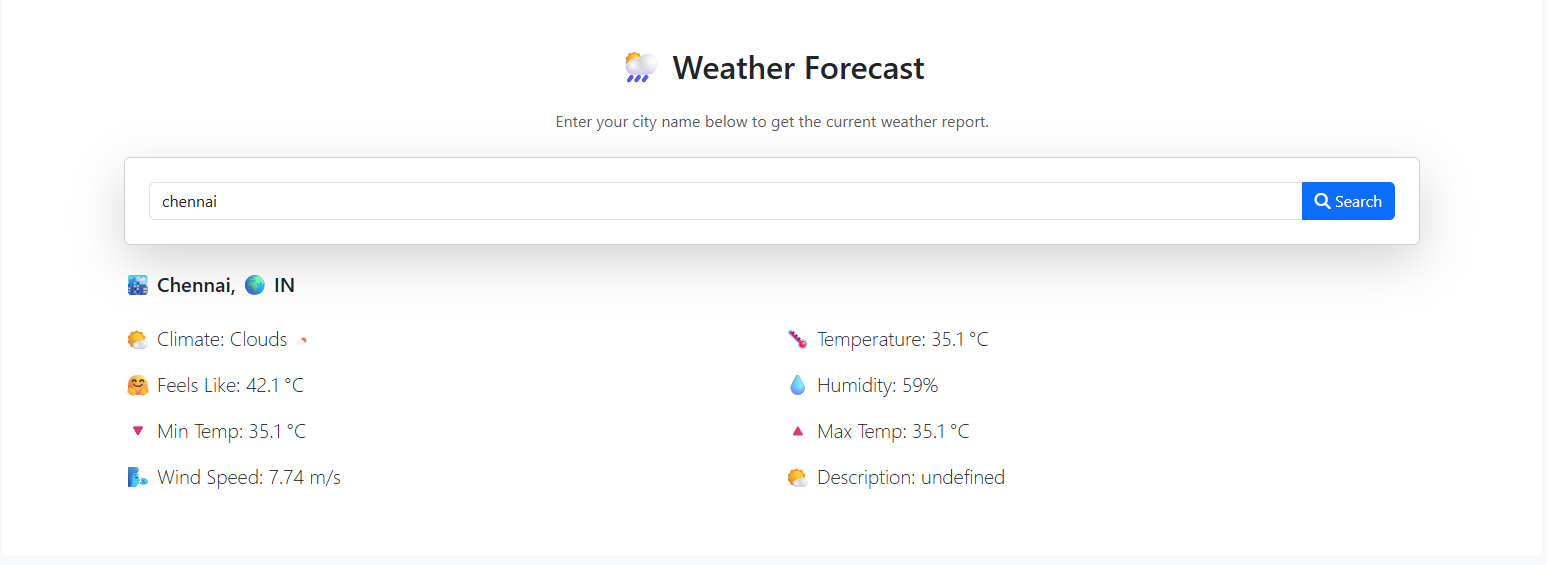 Weather Forecast
Enter your city name below to get the current weather report.
chennai
Search
Chennai, IN
Climate: Clouds
Temperature: 35.1 °C
Feels Like: 42.1 °C
Humidity: 59%
Min Temp: 35.1 °C
Max Temp: 35.1 °C
Wind Speed: 7.74 m/s
Description: undefined